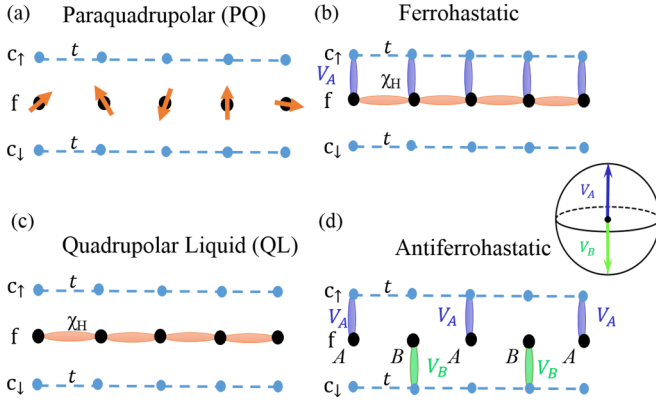 (a) Paraquadrupolar (PQ)
c↑ t
f
c↓ t
(b) Ferrohastatic
c↑ t
V_A χ_H
f
c↓ t
(c)
Quadrupolar Liquid (QL)
c↑ t
χ_H
f
c↓ t
(d)
Antiferrohastatic
V_A
V_B
c↑ t
V_A V_A V_A
f
A B A B A
V_B V_B
c↓ t